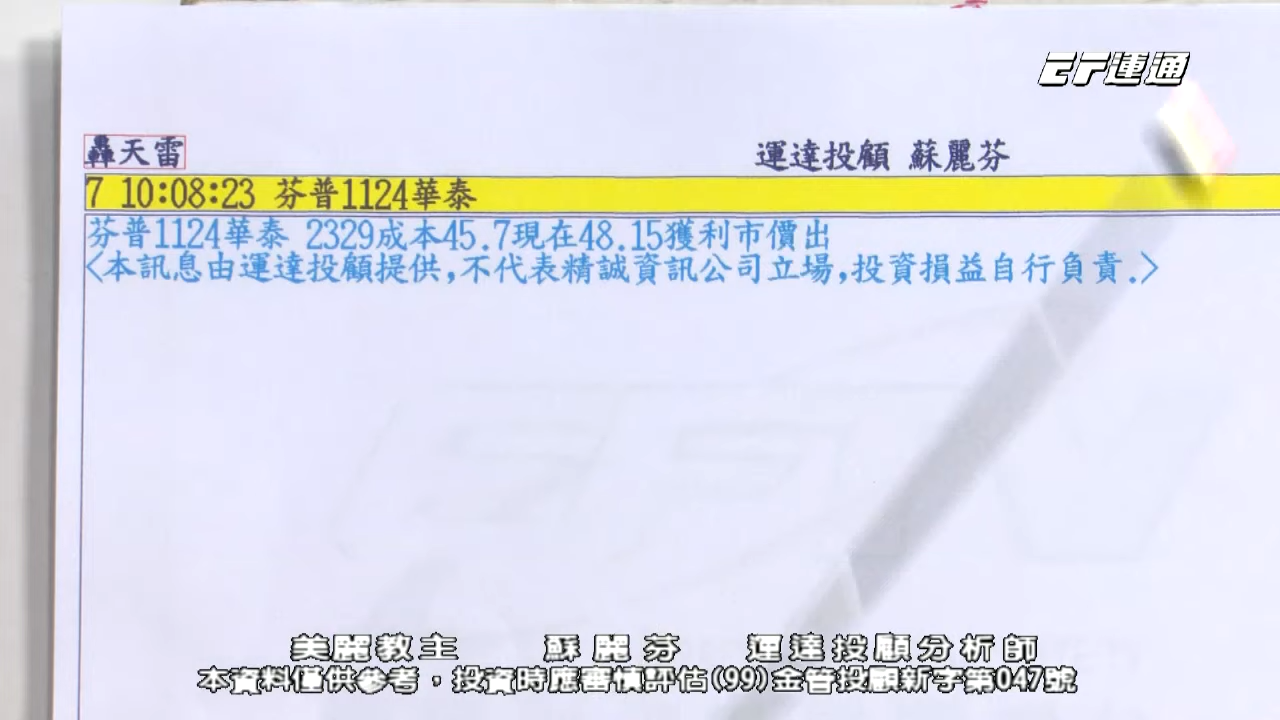 EFT運通
轟天雷
運達投顧 蘇麗芬
7 10:08:23 芬普1124華泰
芬普1124華泰 2329成本45.7現在48.15獲利市價出
<本訊息由運達投顧提供,不代表精誠資訊公司立場,投資損益自行負責.>
美麗教主 蘇麗芬 運達投顧分析師
本資料僅供參考，投資時應審慎評估(99)金管投顧新字第047號